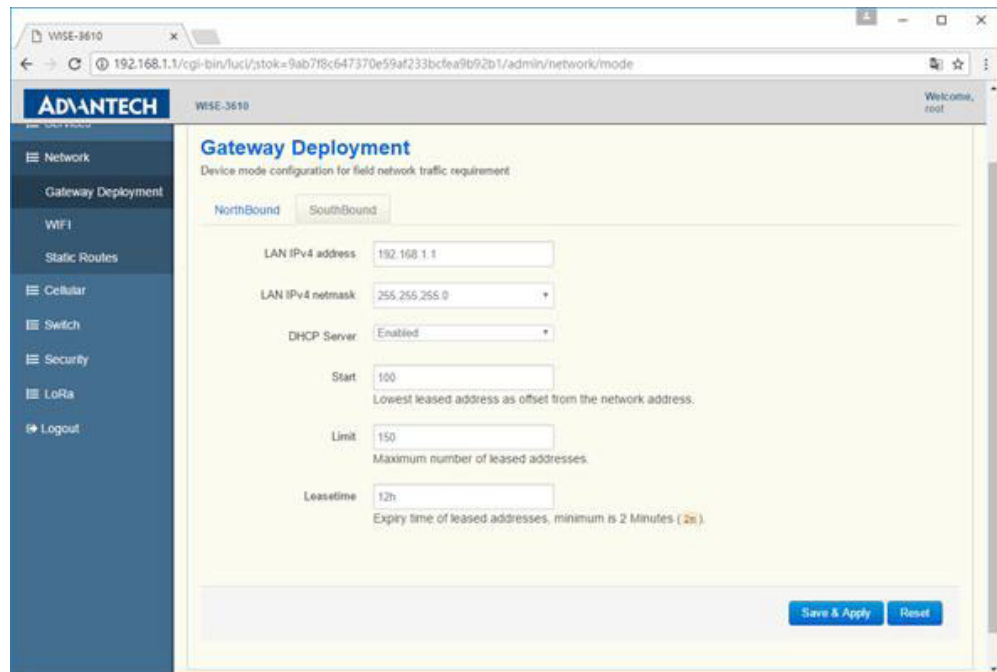 WISE-3610
192.168.1.1/cgi-bin/luci/;stok=9ab7f8c647370e59af233bcfea9b92b1/admin/network/mode
ADVANTECH
WISE-3610
Welcome, root
Services
Network
Gateway Deployment
WIFI
Static Routes
Cellular
Switch
Security
LoRa
Logout
Gateway Deployment
Device mode configuration for field network traffic requirement
NorthBound SouthBound
LAN IPv4 address 192.168.1.1
LAN IPv4 netmask 255.255.255.0
DHCP Server Enabled
Start 100
Lowest leased address as offset from the network address.
Limit 150
Maximum number of leased addresses.
Leasetime 12h
Expiry time of leased addresses, minimum is 2 Minutes ( 2m ).
Save & Apply Reset